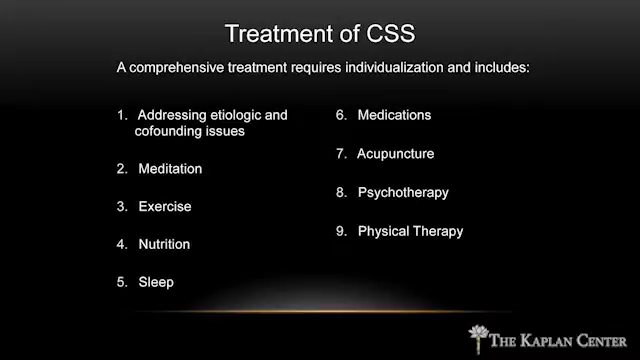 Treatment of CSS
A comprehensive treatment requires individualization and includes:
1. Addressing etiologic and
cofounding issues
2. Meditation
3. Exercise
4. Nutrition
5. Sleep
6. Medications
7. Acupuncture
8. Psychotherapy
9. Physical Therapy
THE KAPLAN CENTER